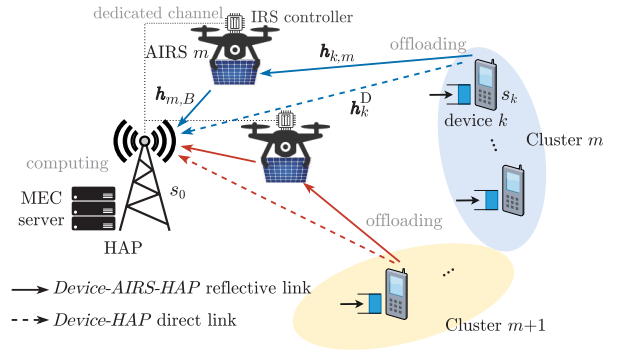 dedicated channel
IRS controller
AIRS m
offloading
h_{k,m}
h_{m,B}
h_k^D
s_k
device k
Cluster m
computing
MEC
server
s_0
HAP
offloading
Device-AIRS-HAP reflective link
Device-HAP direct link
Cluster m+1